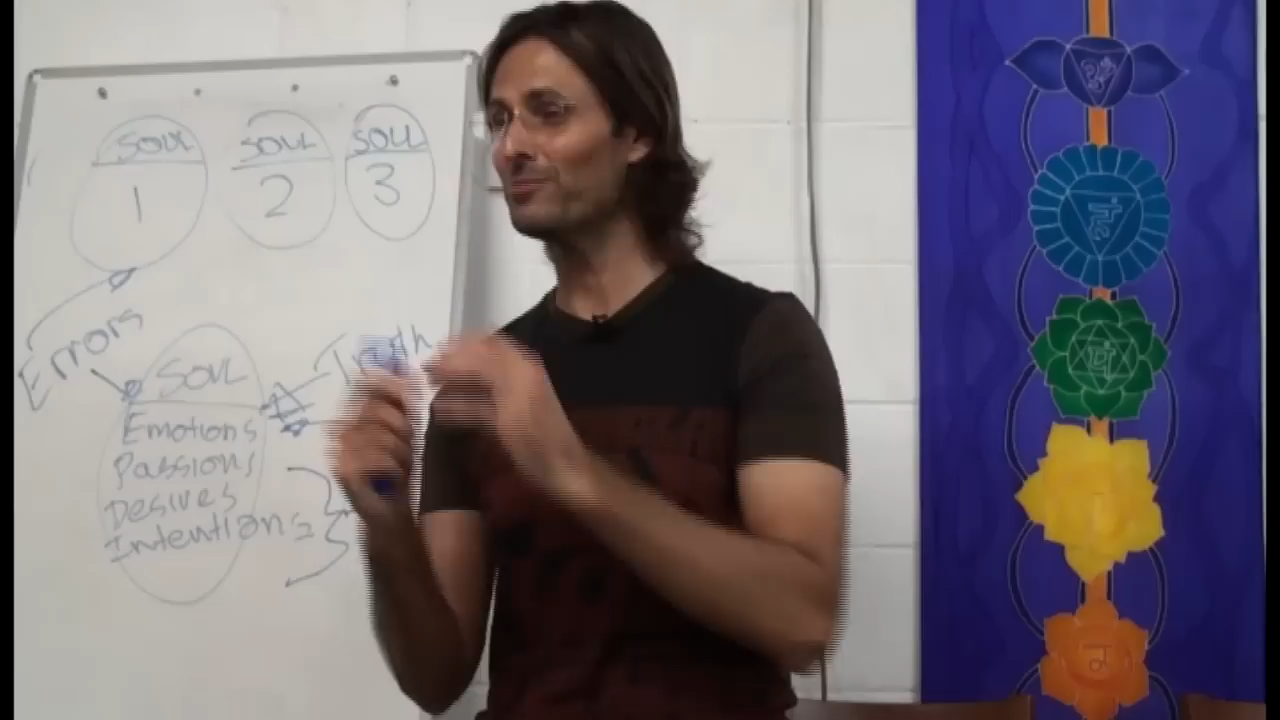 SOUL SOUL SOUL
1 2 3
Errors
Truth
SOUL
Emotions
Passions
Desires
Intentions
ॐ
हं
यं